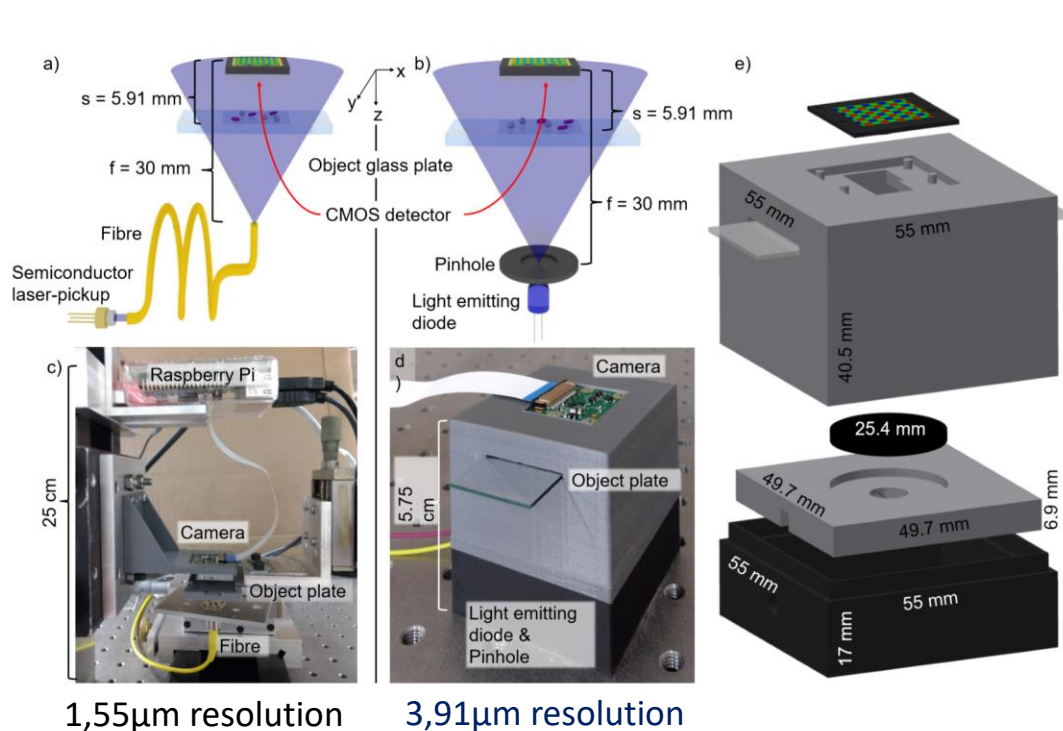 a)
s = 5.91 mm
f = 30 mm
Fibre
Semiconductor
laser-pickup
x
y
z
Object glass plate
CMOS detector
b)
s = 5.91 mm
f = 30 mm
Pinhole
Light emitting
diode
c)
25 cm
Raspberry Pi
Camera
Object plate
Fibre
d
)
Camera
5.75
cm
Object plate
Light emitting
diode &
Pinhole
e)
55 mm
55 mm
40.5 mm
25.4 mm
49.7 mm
49.7 mm
6.9 mm
55 mm
55 mm
17 mm
1,55µm resolution
3,91µm resolution